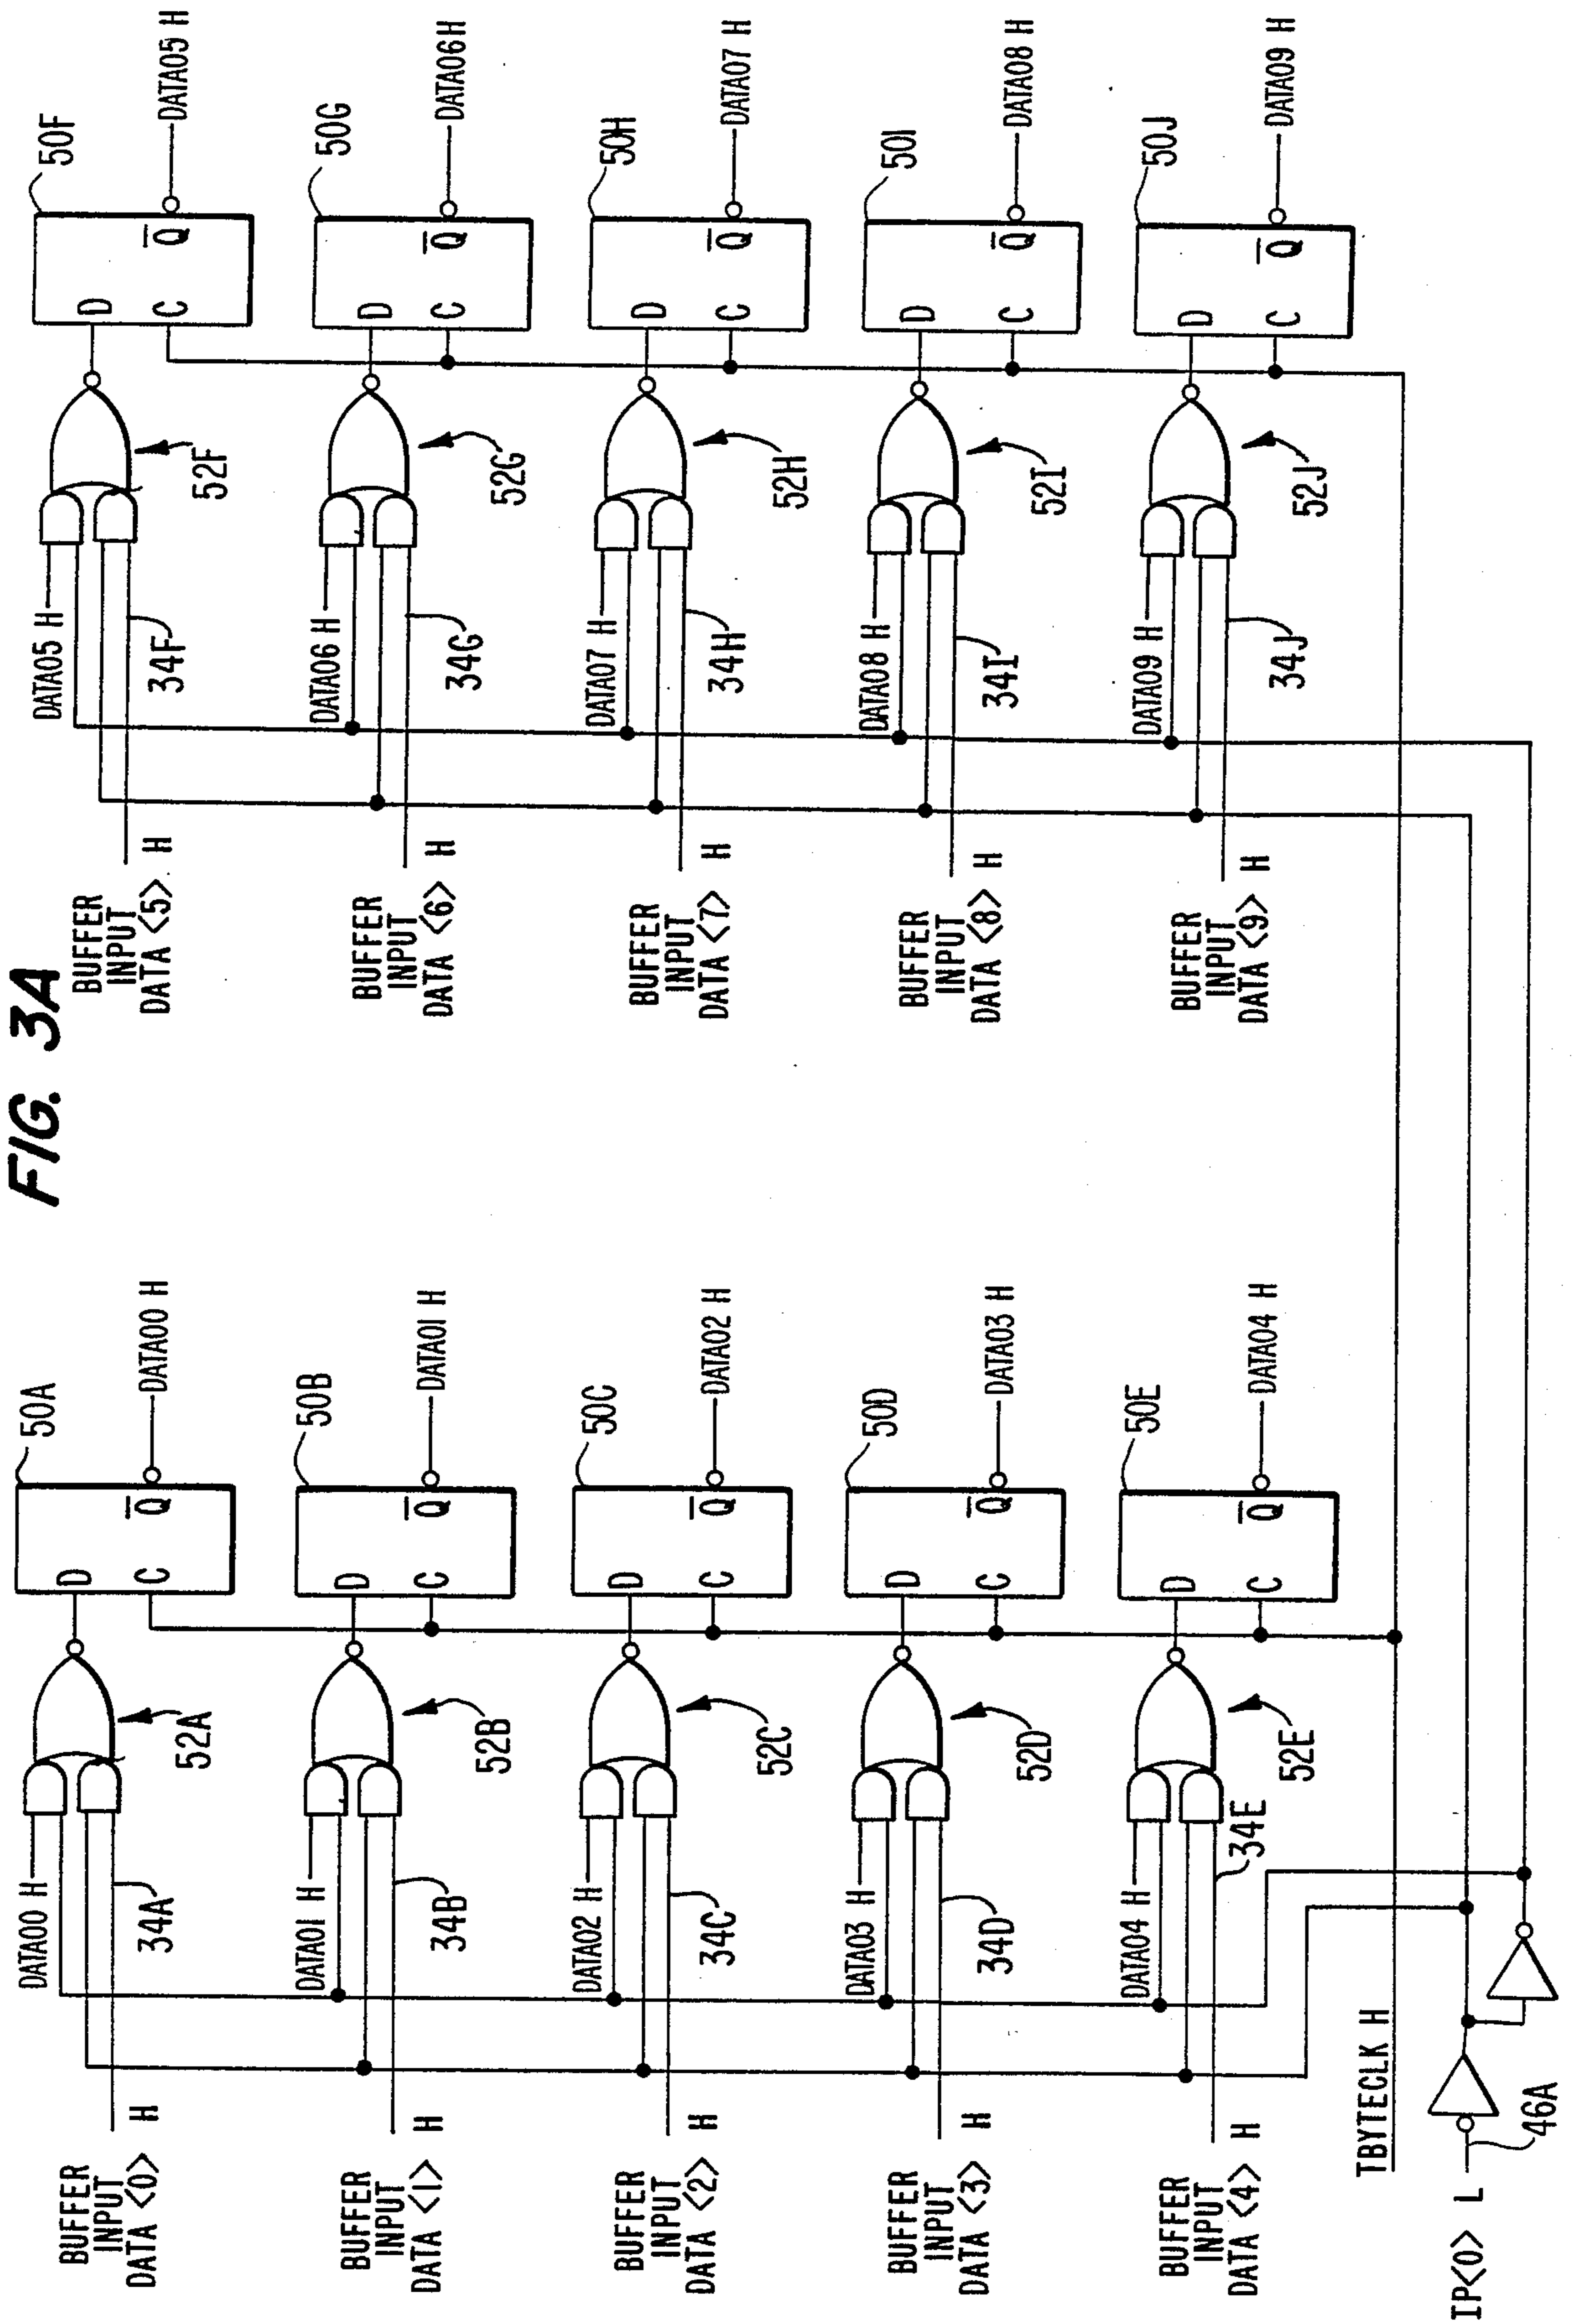 FIG. 3A
BUFFER
INPUT
DATA <0> H
DATA00 H
34A
52A
D
C
Q
50A
DATA00 H
BUFFER
INPUT
DATA <1> H
DATA01 H
34B
52B
D
C
Q
50B
DATA01 H
BUFFER
INPUT
DATA <2> H
DATA02 H
34C
52C
D
C
Q
50C
DATA02 H
BUFFER
INPUT
DATA <3> H
DATA03 H
34D
52D
D
C
Q
50D
DATA03 H
BUFFER
INPUT
DATA <4> H
DATA04 H
34E
52E
D
C
Q
50E
DATA04 H
BUFFER
INPUT
DATA <5> H
DATA05 H
34F
52F
D
C
Q
50F
DATA05 H
BUFFER
INPUT
DATA <6> H
DATA06 H
34G
52G
D
C
Q
50G
DATA06 H
BUFFER
INPUT
DATA <7> H
DATA07 H
34H
52H
D
C
Q
50H
DATA07 H
BUFFER
INPUT
DATA <8> H
DATA08 H
34I
52I
D
C
Q
50I
DATA08 H
BUFFER
INPUT
DATA <9> H
DATA09 H
34J
52J
D
C
Q
50J
DATA09 H
TBYTECLK H
IP<0> L
46A